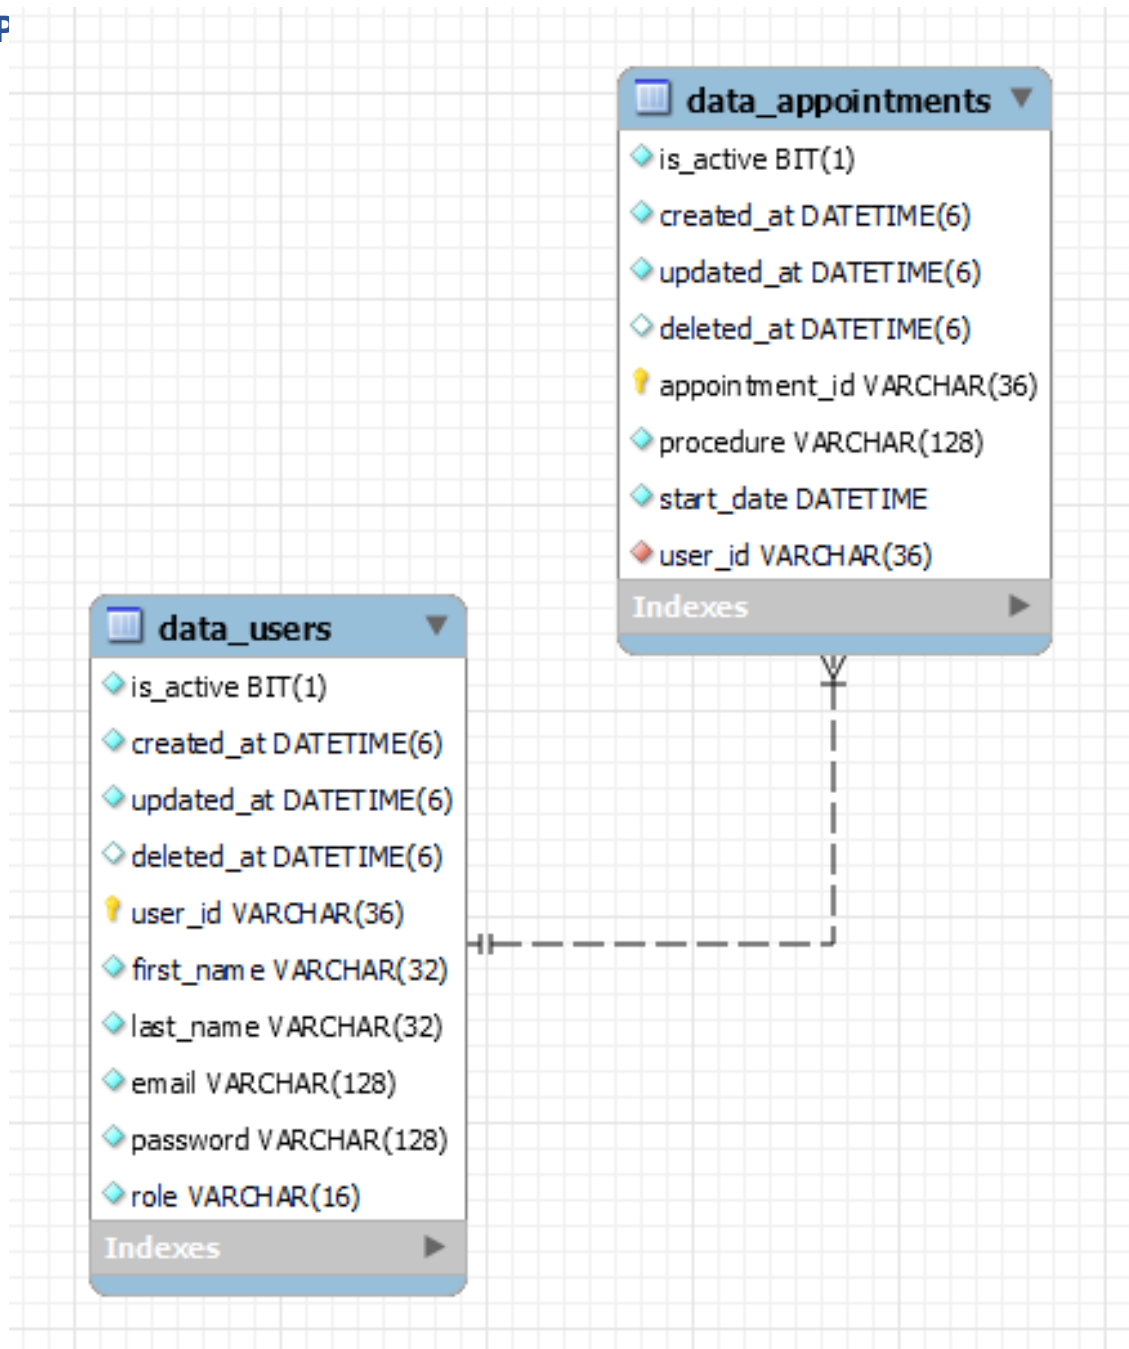 P
data_appointments
is_active BIT(1)
created_at DATETIME(6)
updated_at DATETIME(6)
deleted_at DATETIME(6)
appointment_id VARCHAR(36)
procedure VARCHAR(128)
start_date DATETIME
user_id VARCHAR(36)
Indexes
data_users
is_active BIT(1)
created_at DATETIME(6)
updated_at DATETIME(6)
deleted_at DATETIME(6)
user_id VARCHAR(36)
first_name VARCHAR(32)
last_name VARCHAR(32)
email VARCHAR(128)
password VARCHAR(128)
role VARCHAR(16)
Indexes